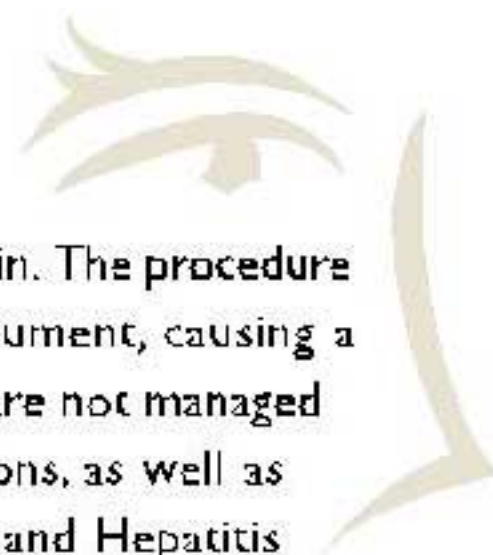 in. The procedure
ument, causing a
re not managed
ons, as well as
and Hepatitis